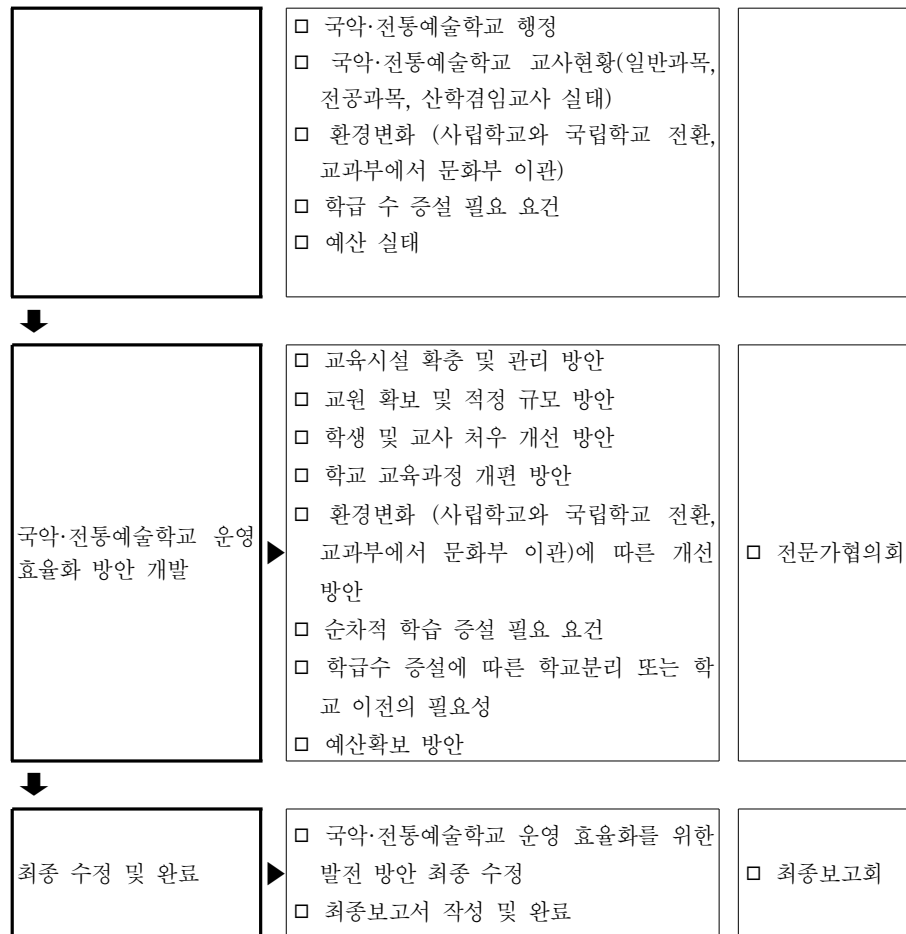 □ 국악·전통예술학교 행정
□ 국악·전통예술학교 교사현황(일반과목,
전공과목, 산학겸임교사 실태)
□ 환경변화 (사립학교와 국립학교 전환,
교과부에서 문화부 이관)
□ 학급 수 증설 필요 요건
□ 예산 실태
국악·전통예술학교 운영
효율화 방안 개발
□ 교육시설 확충 및 관리 방안
□ 교원 확보 및 적정 규모 방안
□ 학생 및 교사 처우 개선 방안
□ 학교 교육과정 개편 방안
□ 환경변화 (사립학교와 국립학교 전환,
교과부에서 문화부 이관)에 따른 개선
방안
□ 순차적 학습 증설 필요 요건
□ 학급수 증설에 따른 학교분리 또는 학
교 이전의 필요성
□ 예산확보 방안
□ 전문가협의회
최종 수정 및 완료
□ 국악·전통예술학교 운영 효율화를 위한
발전 방안 최종 수정
□ 최종보고서 작성 및 완료
□ 최종보고회